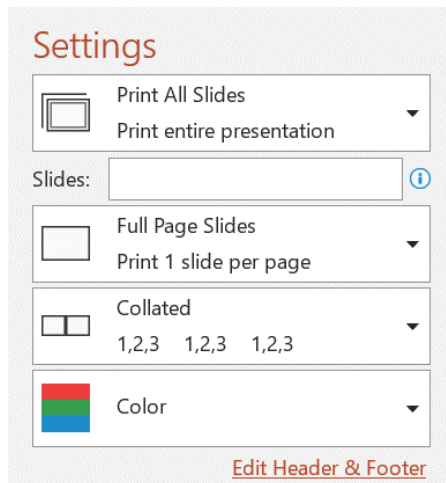 Settings
Print All Slides
Print entire presentation
Slides:
Full Page Slides
Print 1 slide per page
Collated
1,2,3 1,2,3 1,2,3
Color
Edit Header & Footer